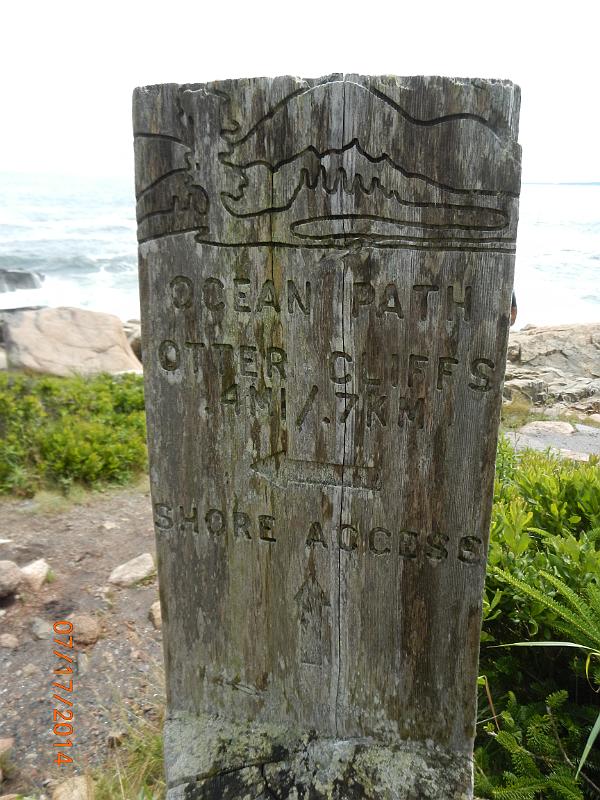 OCEAN PATH
OTTER CLIFFS
.4MI/.7KM
SHORE ACCESS
07/17/2014